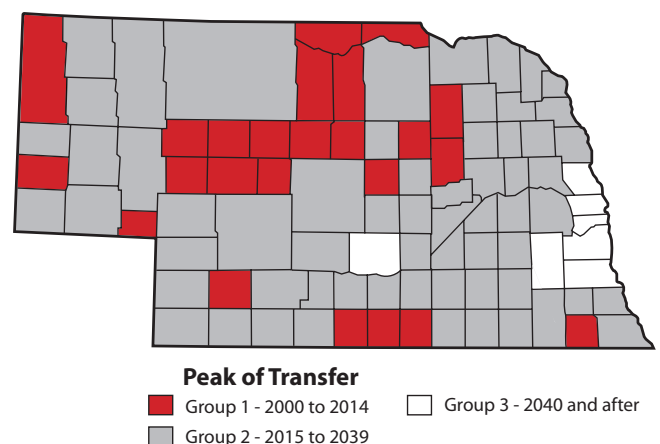 Peak of Transfer
Group 1 - 2000 to 2014
Group 3 - 2040 and after
Group 2 - 2015 to 2039